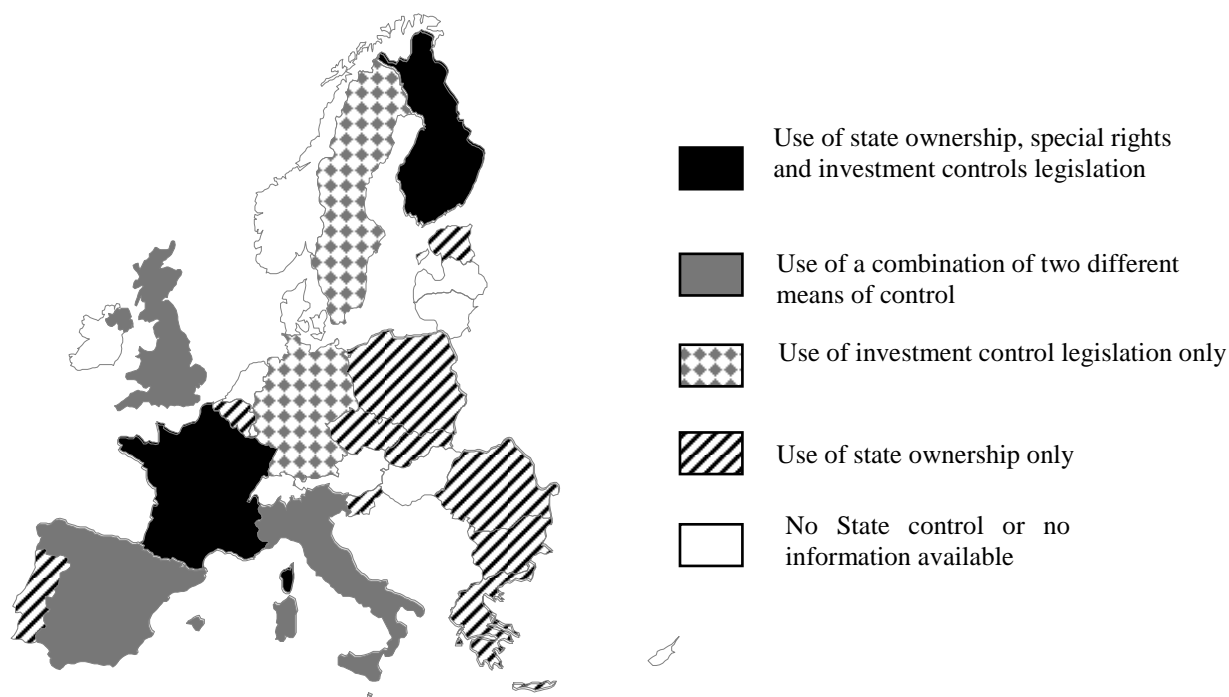 Use of state ownership, special rights
and investment controls legislation
Use of a combination of two different
means of control
Use of investment control legislation only
Use of state ownership only
No State control or no
information available